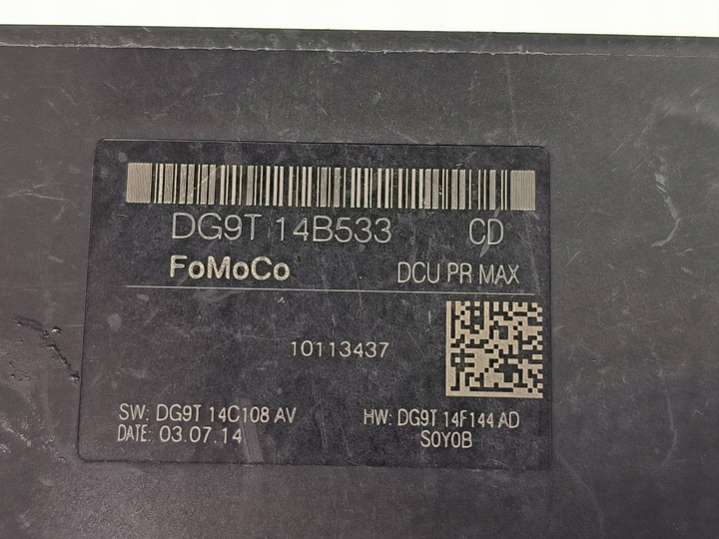 DG9T 14B533 CD
FoMoCo DCU PR MAX
10113437
SW: DG9T 14C108 AV HW: DG9T 14F144 AD
DATE: 03.07.14 S0Y0B